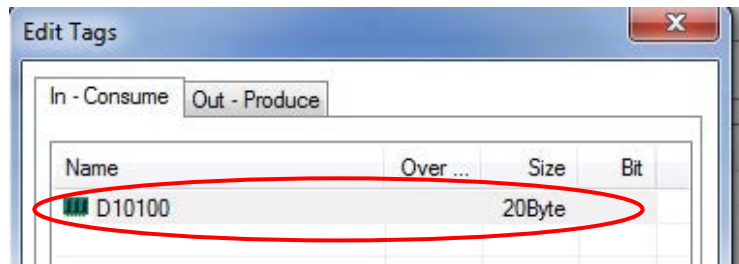 Edit Tags
In - Consume Out - Produce
Name Over ... Size Bit
D10100 20Byte